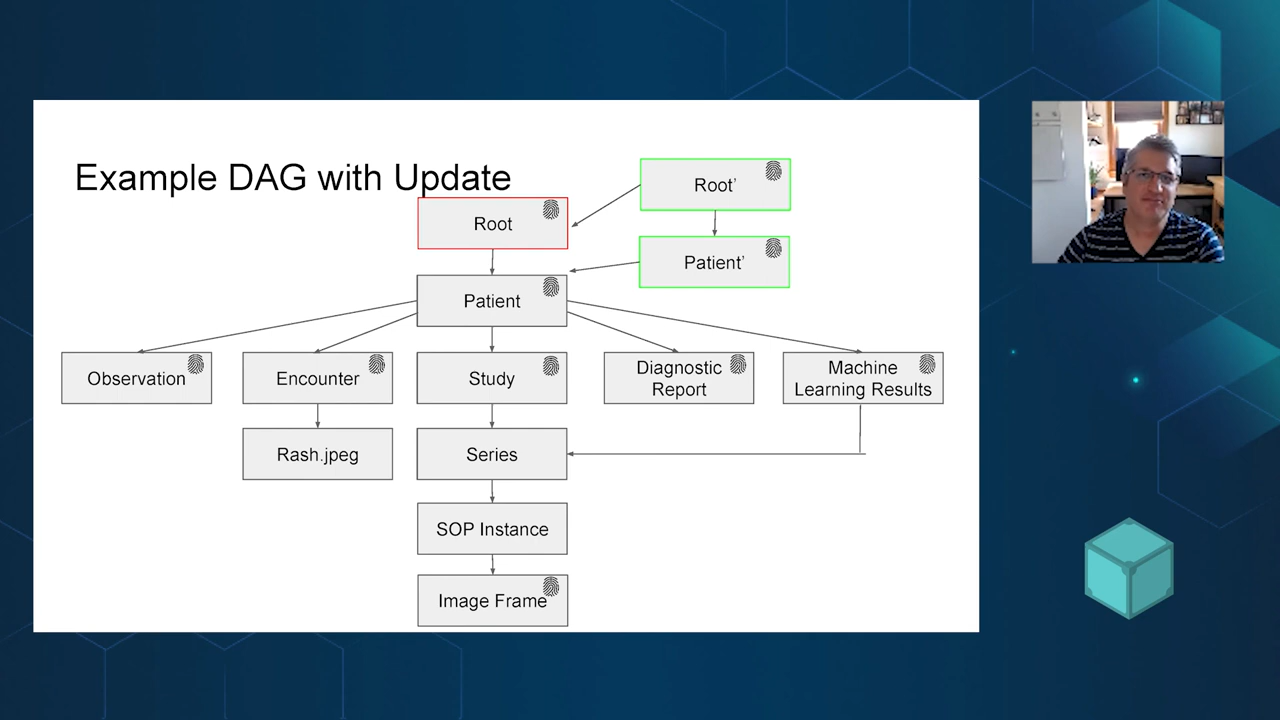 Example DAG with Update
Root’
Root
Patient’
Patient
Observation
Encounter
Study
Diagnostic
Report
Machine
Learning Results
Rash.jpeg
Series
SOP Instance
Image Frame